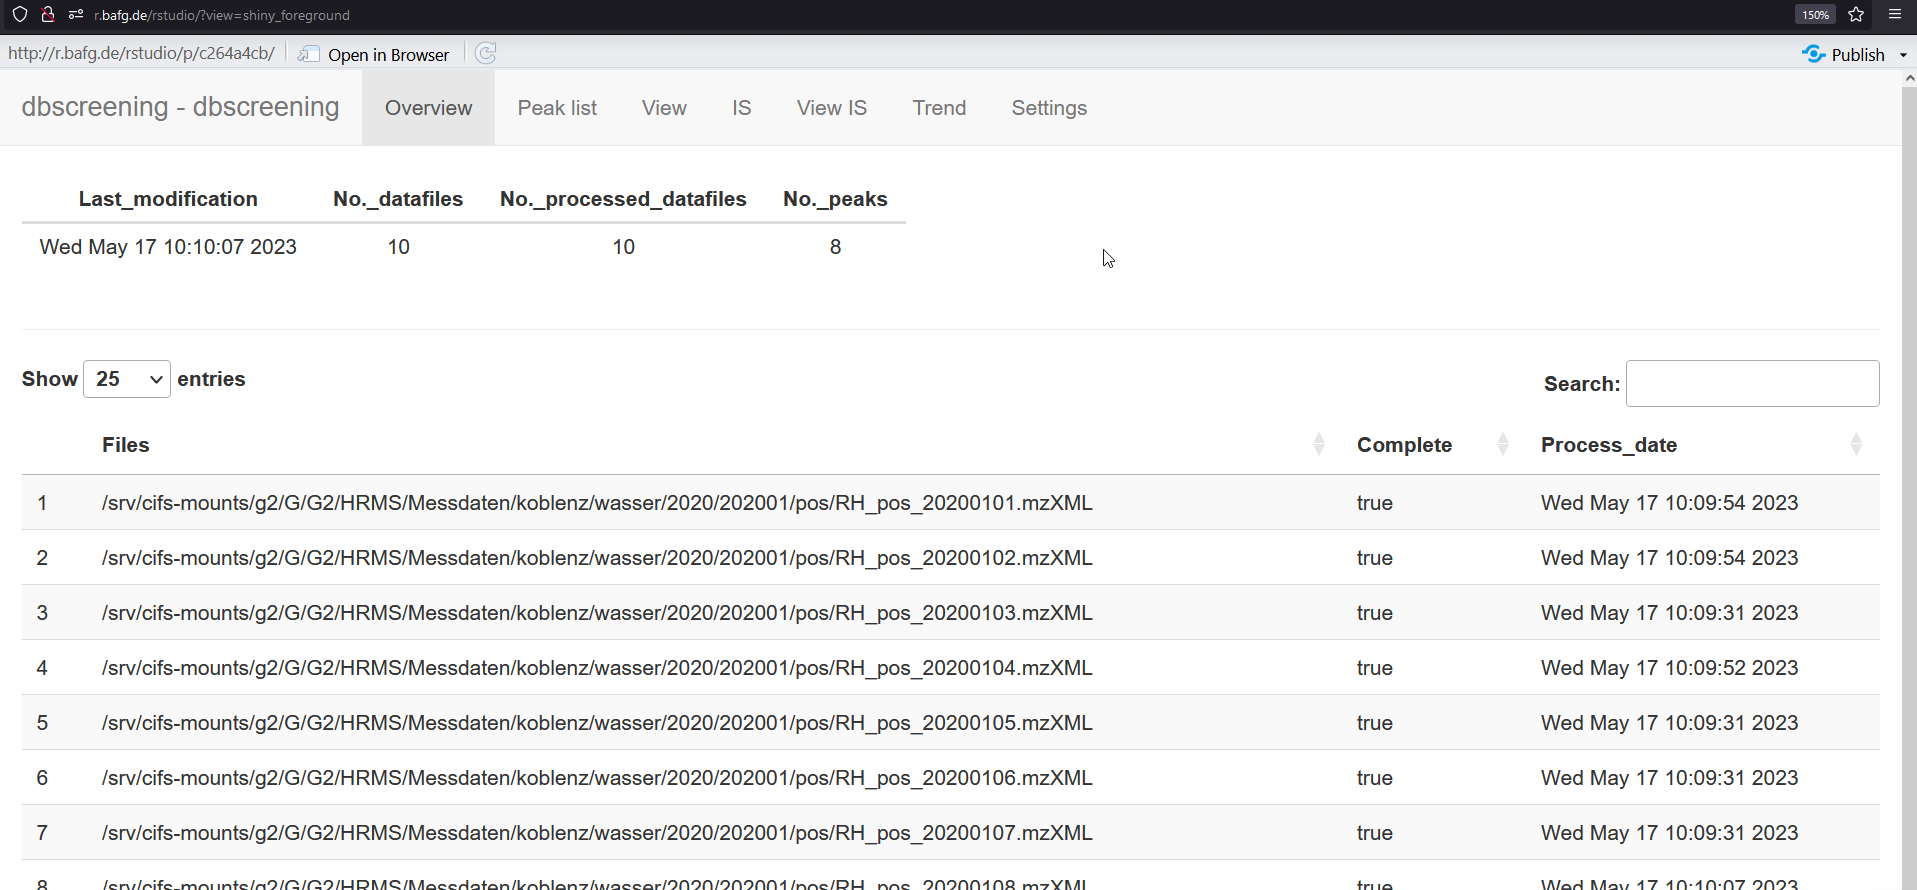 r.bafg.de/rstudio/?view=shiny_foreground 150%
http://r.bafg.de/rstudio/p/c264a4cb/ Open in Browser Publish
dbscreening - dbscreening Overview Peak list View IS View IS Trend Settings
Last_modification No._datafiles No._processed_datafiles No._peaks
Wed May 17 10:10:07 2023 10 10 8
Show 25 entries Search:
Files Complete Process_date
1 /srv/cifs-mounts/g2/G/G2/HRMS/Messdaten/koblenz/wasser/2020/202001/pos/RH_pos_20200101.mzXML true Wed May 17 10:09:54 2023
2 /srv/cifs-mounts/g2/G/G2/HRMS/Messdaten/koblenz/wasser/2020/202001/pos/RH_pos_20200102.mzXML true Wed May 17 10:09:54 2023
3 /srv/cifs-mounts/g2/G/G2/HRMS/Messdaten/koblenz/wasser/2020/202001/pos/RH_pos_20200103.mzXML true Wed May 17 10:09:31 2023
4 /srv/cifs-mounts/g2/G/G2/HRMS/Messdaten/koblenz/wasser/2020/202001/pos/RH_pos_20200104.mzXML true Wed May 17 10:09:52 2023
5 /srv/cifs-mounts/g2/G/G2/HRMS/Messdaten/koblenz/wasser/2020/202001/pos/RH_pos_20200105.mzXML true Wed May 17 10:09:31 2023
6 /srv/cifs-mounts/g2/G/G2/HRMS/Messdaten/koblenz/wasser/2020/202001/pos/RH_pos_20200106.mzXML true Wed May 17 10:09:31 2023
7 /srv/cifs-mounts/g2/G/G2/HRMS/Messdaten/koblenz/wasser/2020/202001/pos/RH_pos_20200107.mzXML true Wed May 17 10:09:31 2023
8 /srv/cifs-mounts/g2/G/G2/HRMS/Messdaten/koblenz/wasser/2020/202001/pos/RH_pos_20200108.mzXML true Wed May 17 10:10:07 2023